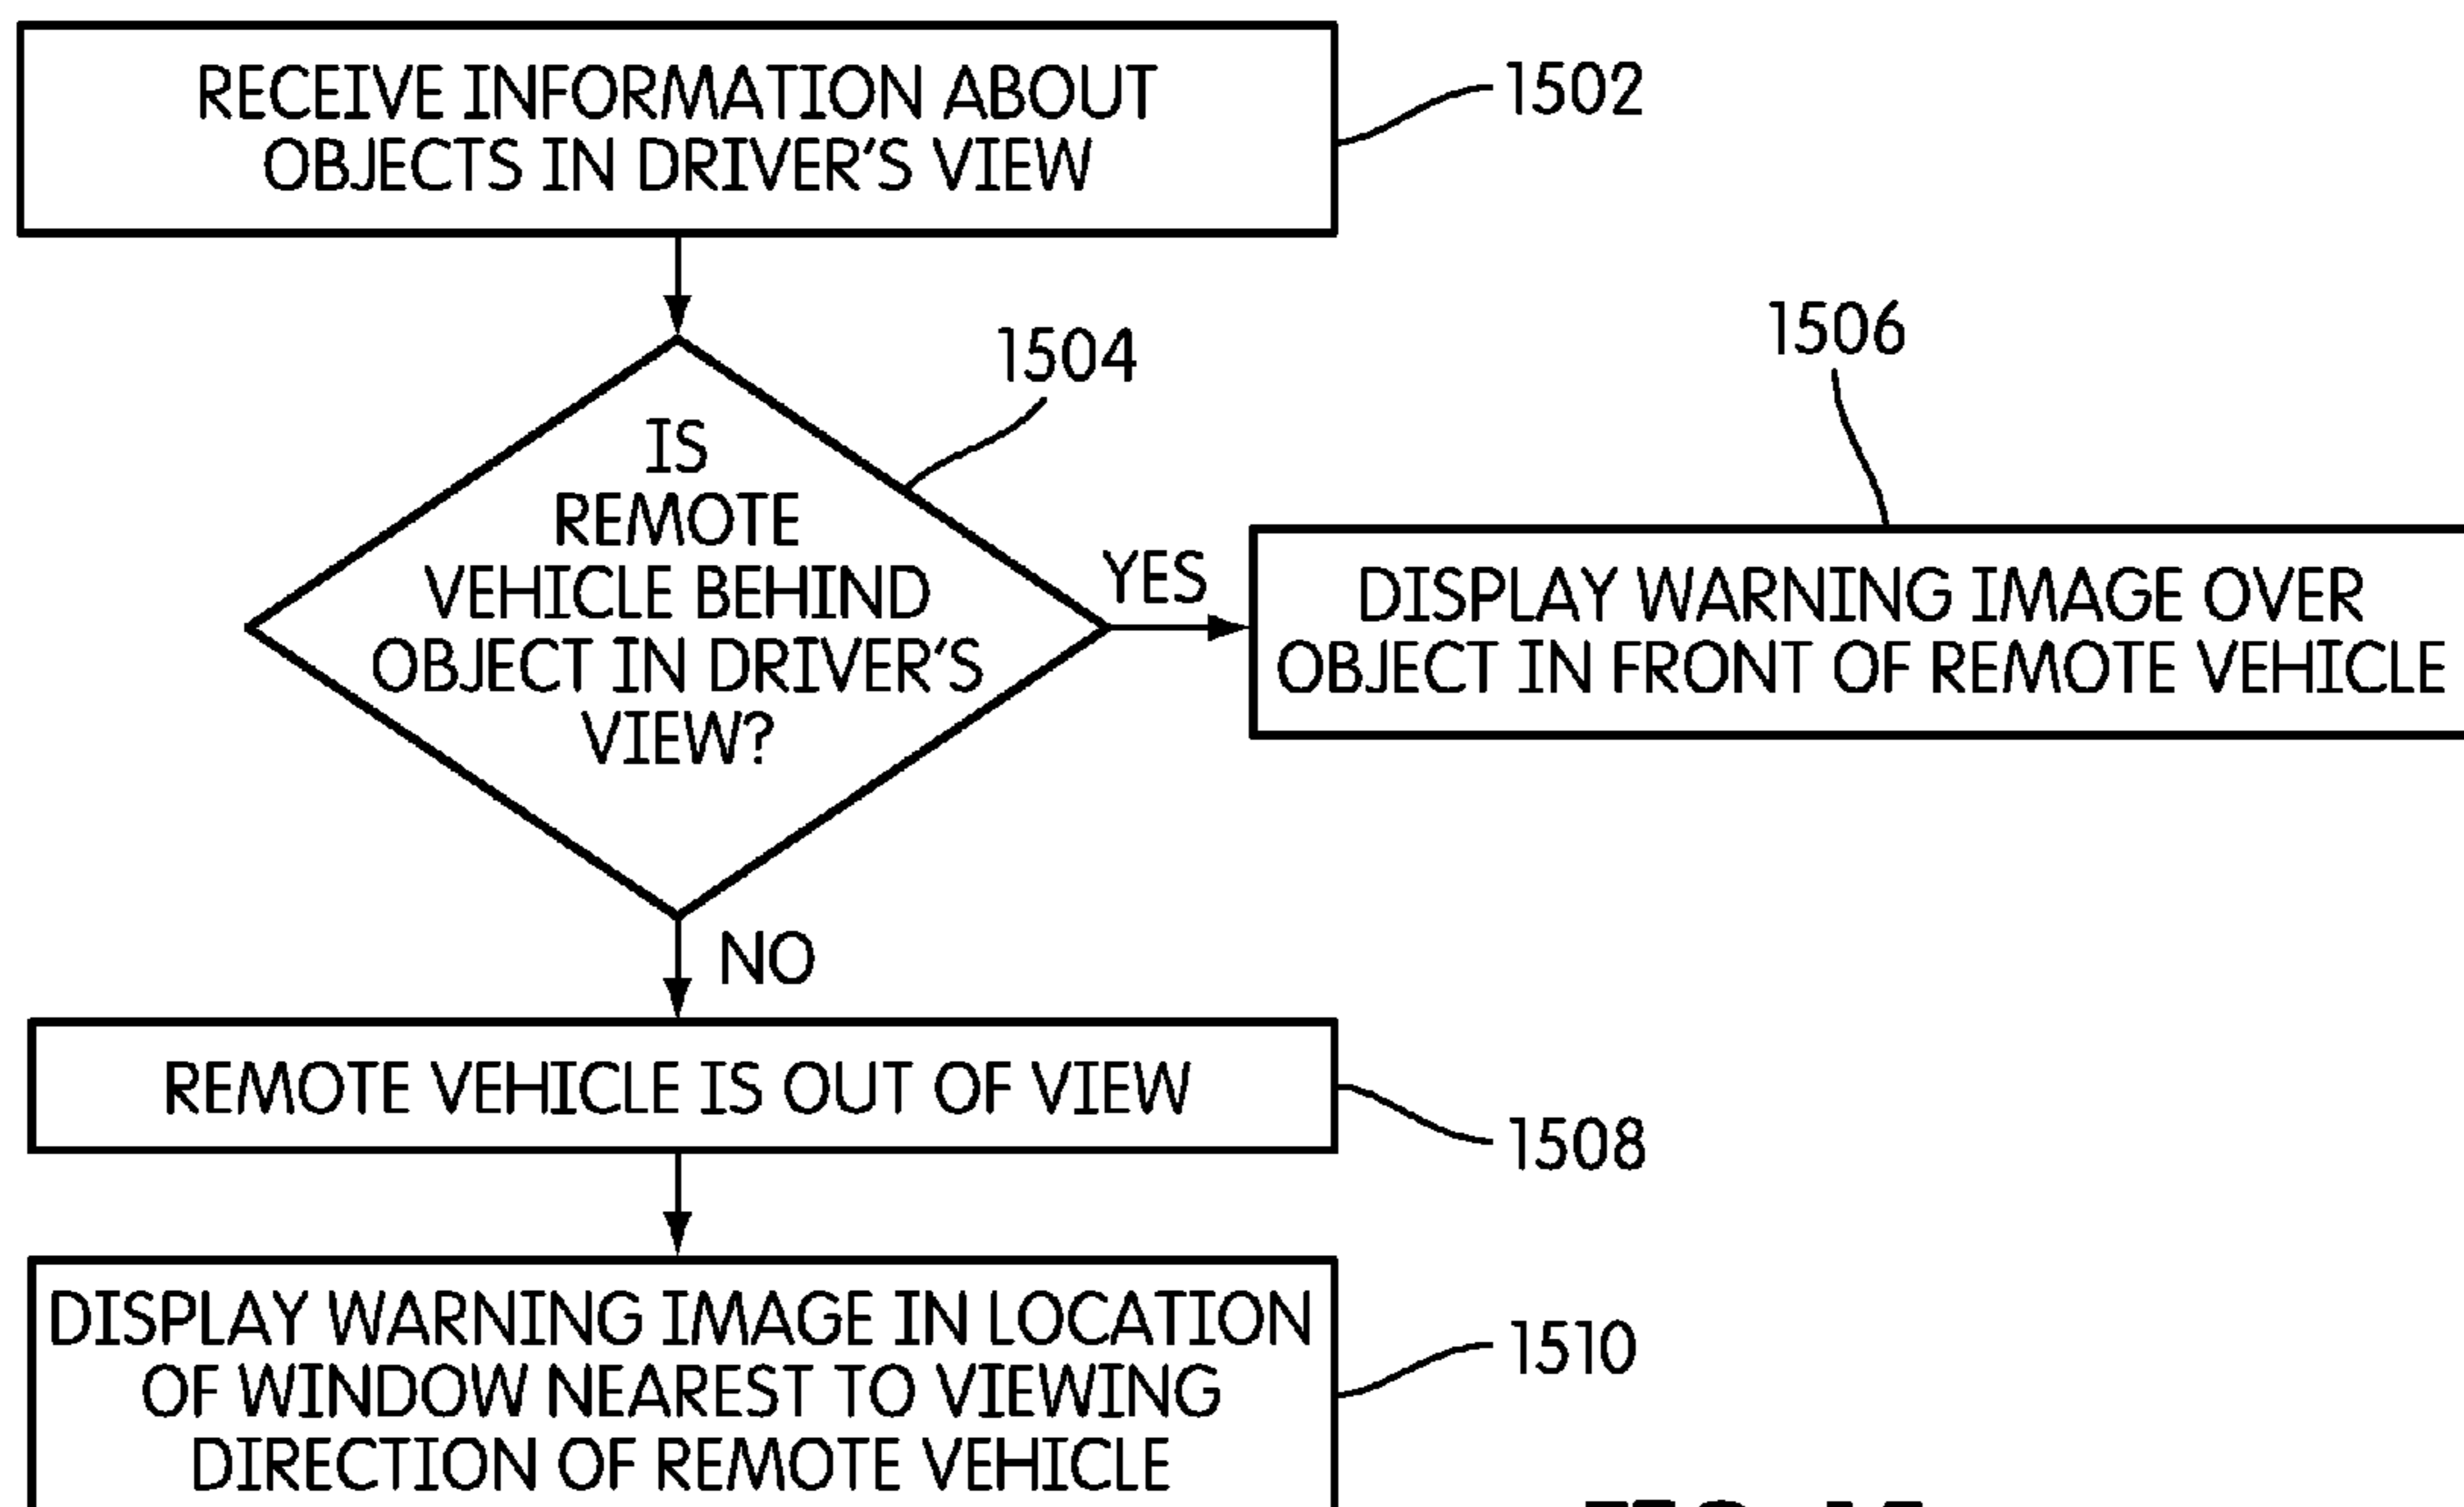 RECEIVE INFORMATION ABOUT
OBJECTS IN DRIVER'S VIEW
1502
1504
IS
REMOTE
VEHICLE BEHIND
OBJECT IN DRIVER'S
VIEW?
YES
1506
DISPLAY WARNING IMAGE OVER
OBJECT IN FRONT OF REMOTE VEHICLE
NO
REMOTE VEHICLE IS OUT OF VIEW
1508
DISPLAY WARNING IMAGE IN LOCATION
OF WINDOW NEAREST TO VIEWING
DIRECTION OF REMOTE VEHICLE
1510